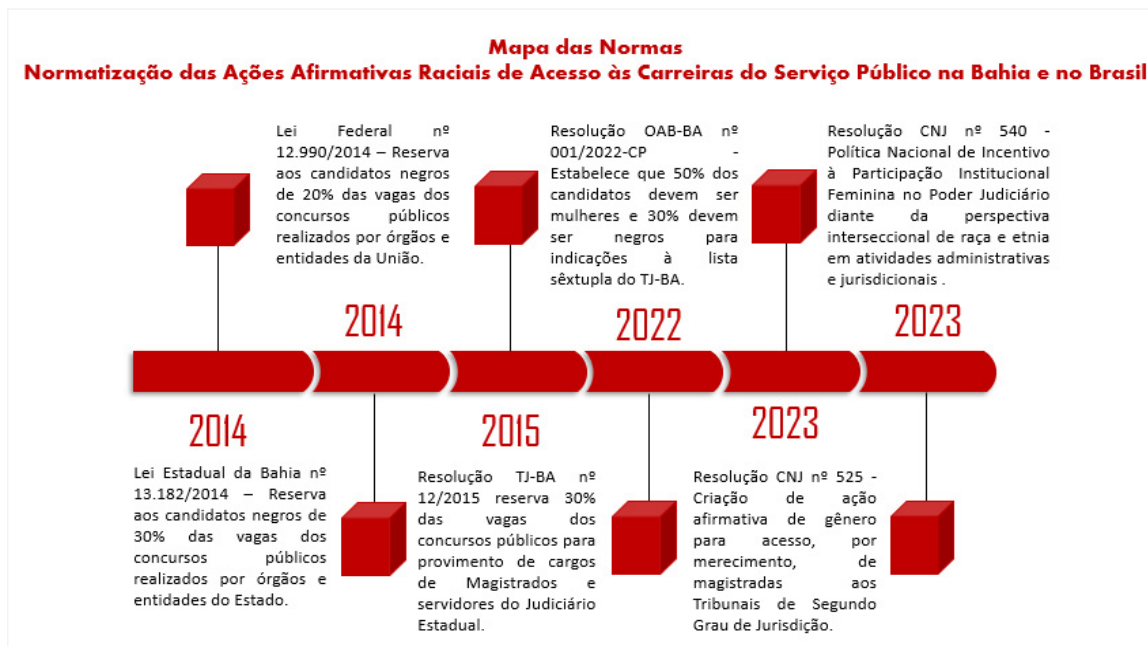 Mapa das Normas
Normatização das Ações Afirmativas Raciais de Acesso às Carreiras do Serviço Público na Bahia e no Brasil
Lei Federal nº
12.990/2014 – Reserva
aos candidatos negros
de 20% das vagas dos
concursos públicos
realizados por órgãos e
entidades da União.
2014
Resolução OAB-BA nº
001/2022-CP -
Estabelece que 50% dos
candidatos devem ser
mulheres e 30% devem
ser negros para
indicações à lista
sêxtupla do TJ-BA.
2022
Resolução CNJ nº 540 -
Política Nacional de Incentivo
à Participação Institucional
Feminina no Poder Judiciário
diante da perspectiva
interseccional de raça e etnia
em atividades administrativas
e jurisdicionais .
2023
2014
Lei Estadual da Bahia nº
13.182/2014 – Reserva
aos candidatos negros de
30% das vagas dos
concursos públicos
realizados por órgãos e
entidades do Estado.
2015
Resolução TJ-BA nº
12/2015 reserva 30%
das vagas dos
concursos públicos para
provimento de cargos
de Magistrados e
servidores do Judiciário
Estadual.
2023
Resolução CNJ nº 525 -
Criação de ação
afirmativa de gênero
para acesso, por
merecimento, de
magistradas aos
Tribunais de Segundo
Grau de Jurisdição.